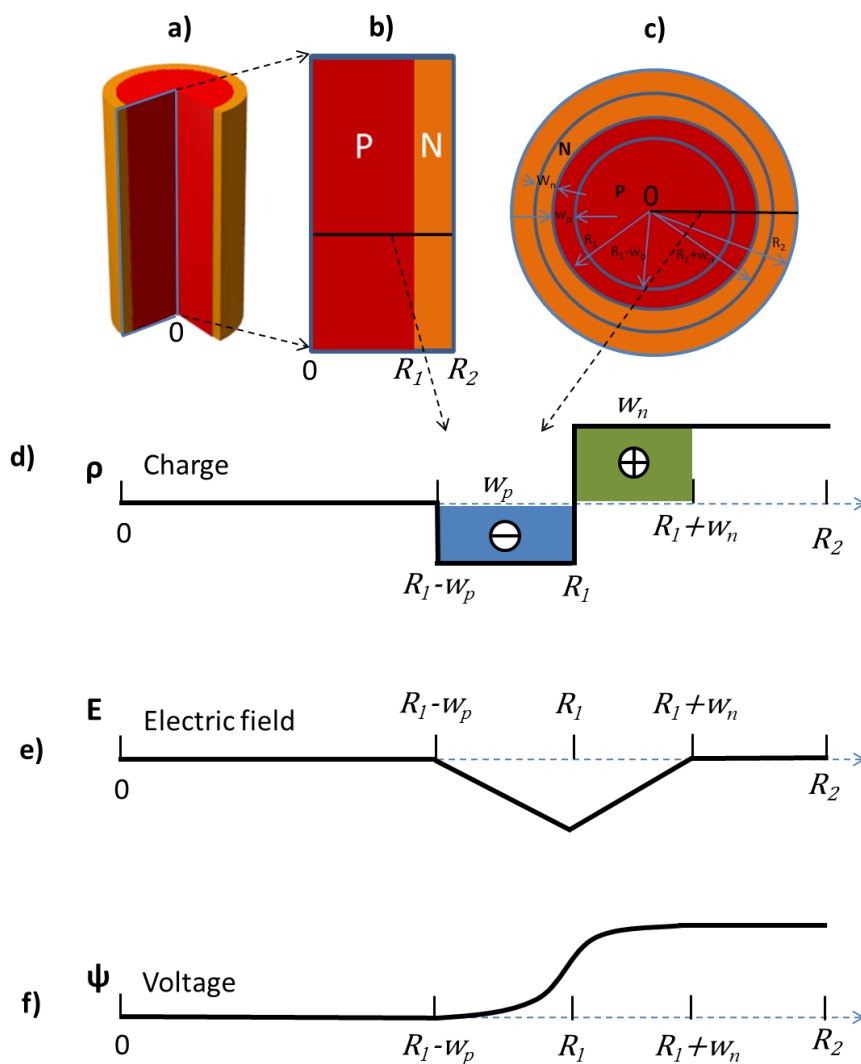 a)
b)
c)
P
N
0
0
R1
R2
N
P
0
Wn
wp
R1
R1-wp
R1+wn
R2
d)
ρ
Charge
0
wp
wn
R1-wp
R1
R1+wn
R2
e)
E
Electric field
0
R1-wp
R1
R1+wn
R2
f)
ψ
Voltage
0
R1-wp
R1
R1+wn
R2